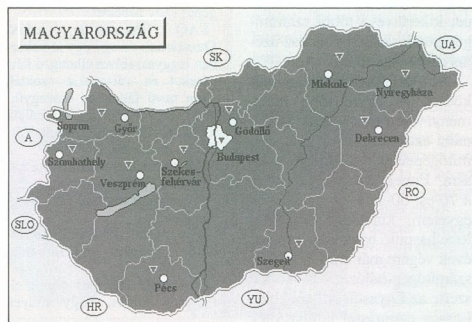 MAGYARORSZÁG
SK
UA
Miskolc
Nyíregyháza
Sopron
Győr
Gödöllő
Debrecen
A
Szombathely
Budapest
Veszprém
Székes-
fehérvár
RO
SLO
Szeged
Pécs
HR
YU